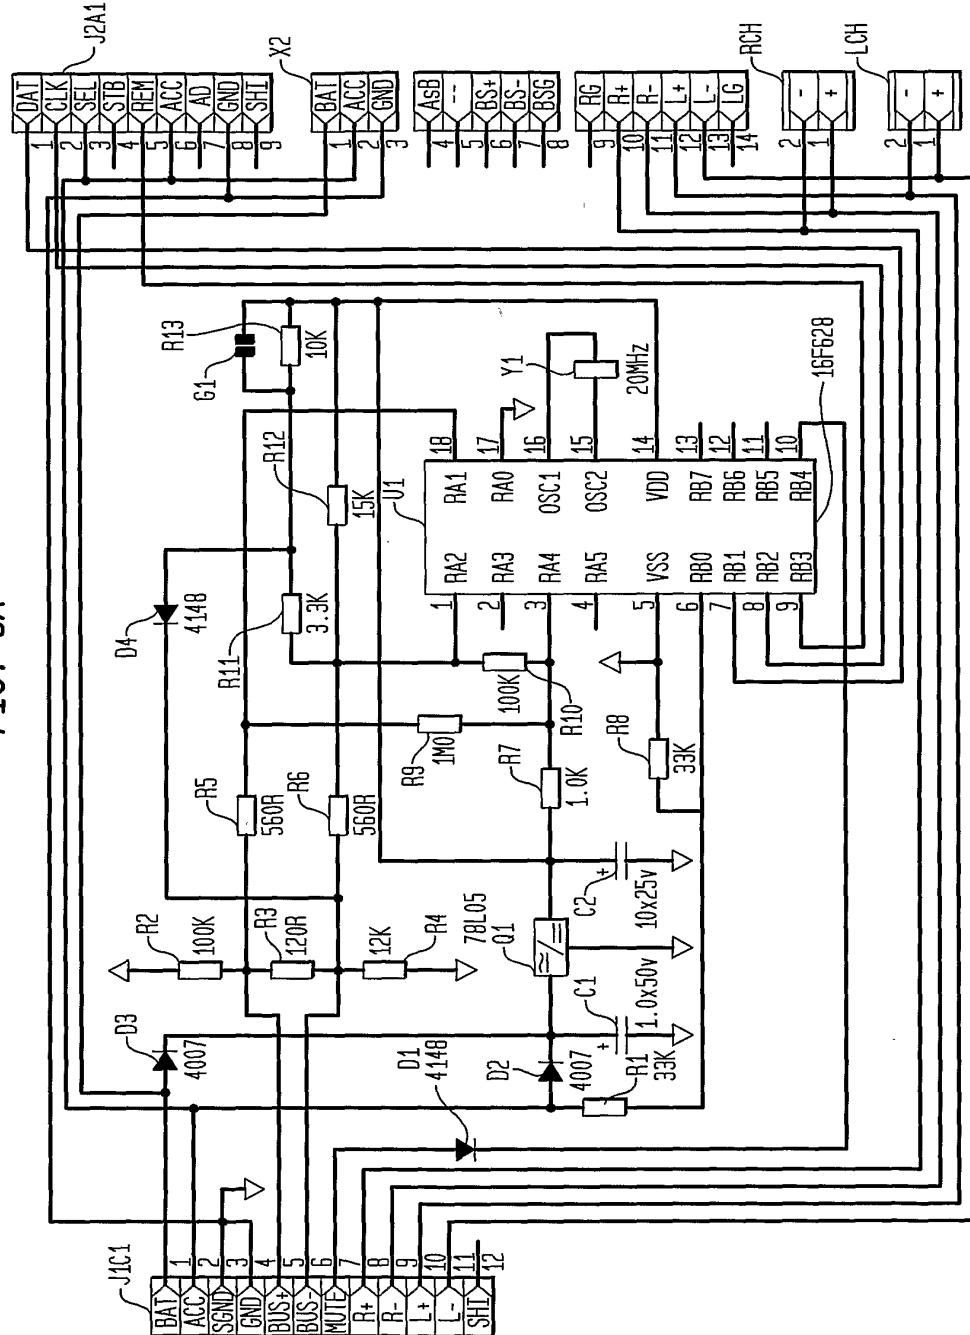 J2A1
DAT
CLK
SEL
STB
REM
ACC
AD
GND
SHI
1
2
3
4
5
6
7
8
9
X2
BAT
ACC
GND
1
2
3
AsB
--
BS+
BS-
BSG
4
5
6
7
8
RG
R+
R-
L+
L-
LG
9
10
11
12
13
14
RCH
-
+
2
1
LCH
-
+
2
1
G1
R13
10K
R12
15K
Y1
20MHz
16F628
U1
18
17
16
15
14
13
12
11
10
RA1
RA0
OSC1
OSC2
VDD
RB7
RB6
RB5
RB4
RA2
RA3
RA4
RA5
VSS
RB0
RB1
RB2
RB3
1
2
3
4
5
6
7
8
9
D4
4148
R11
3.3K
100K
R10
R9
1M0
R7
1.0K
R8
33K
R5
560R
R6
560R
R2
100K
R3
120R
12K
R4
78L05
Q1
C2
+
10x25v
C1
+
1.0x50v
D3
4007
D1
4148
D2
4007
R1
33K
J1C1
BAT
ACC
SGND
GND
BUS+
BUS-
MUTE
R+
R-
L+
L-
SHI
1
2
3
4
5
6
7
8
9
10
11
12